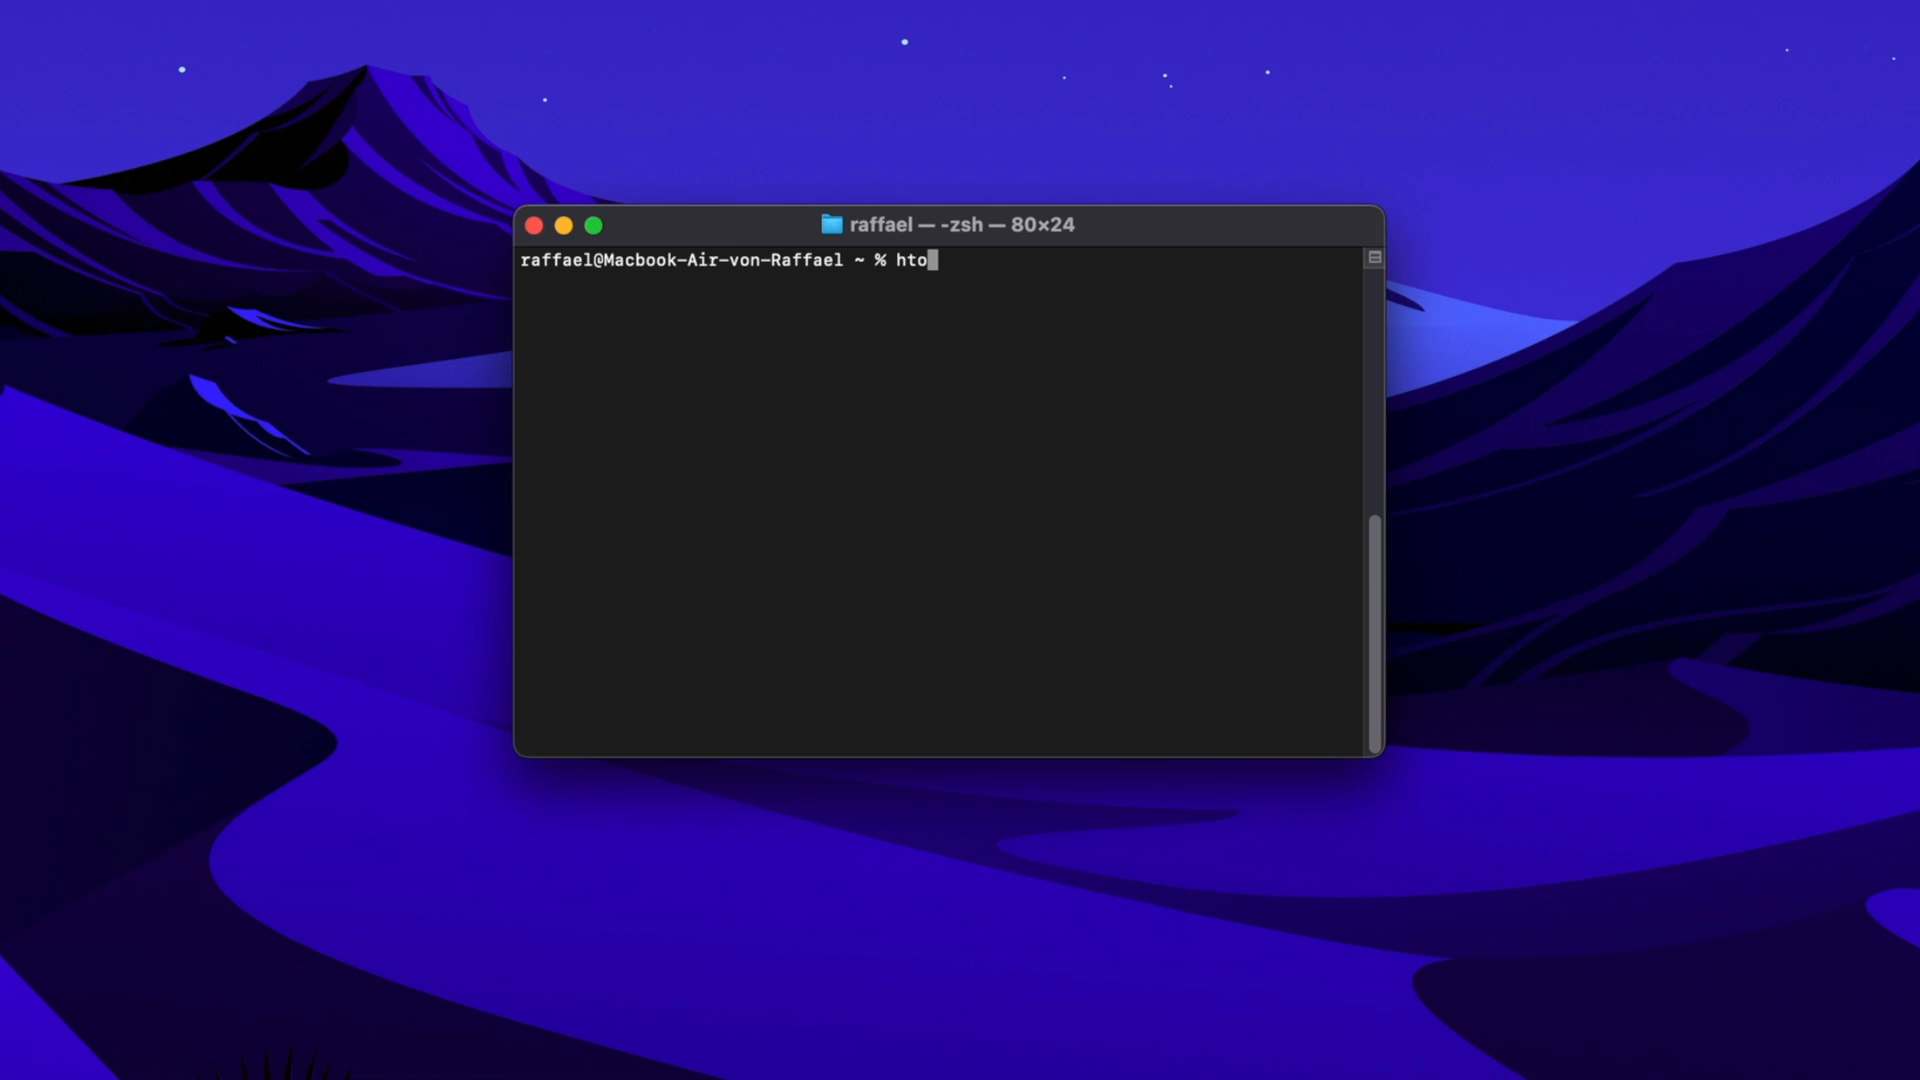 raffael — -zsh — 80×24
raffael@Macbook-Air-von-Raffael ~ % hto